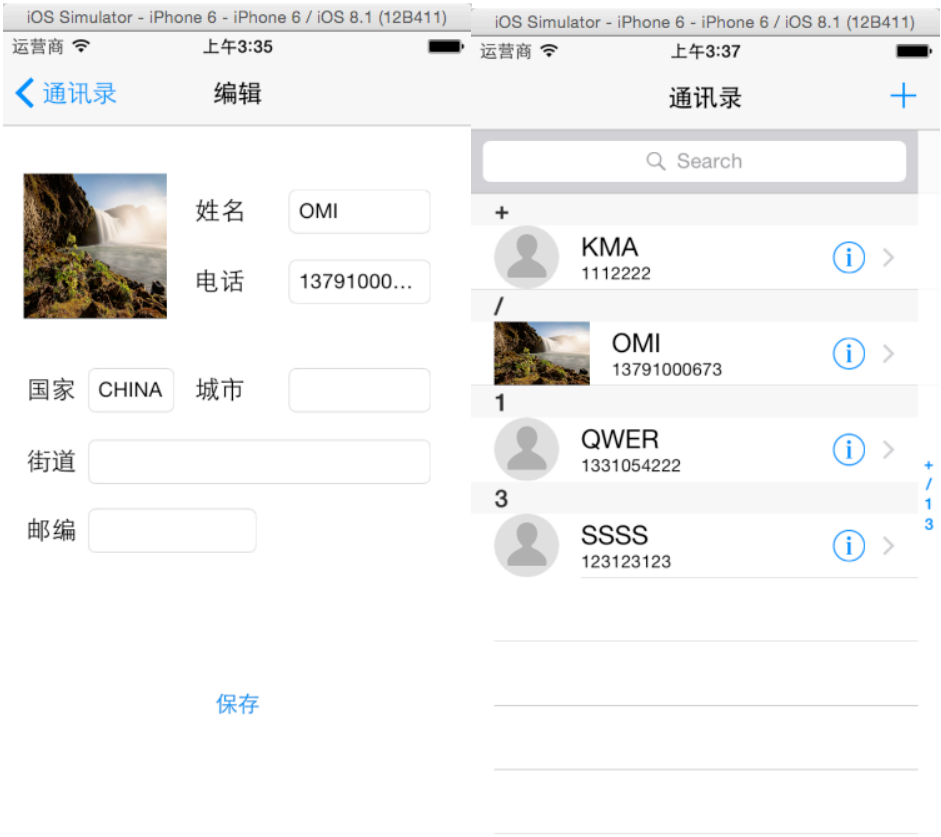 iOS Simulator - iPhone 6 - iPhone 6 / iOS 8.1 (12B411)
运营商 上午3:35
通讯录 编辑
姓名 OMI
电话 13791000...
国家 CHINA 城市
街道
邮编
保存
iOS Simulator - iPhone 6 - iPhone 6 / iOS 8.1 (12B411)
运营商 上午3:37
通讯录 +
Search
+
KMA
1112222
/
OMI
13791000673
1
QWER
1331054222
3
SSSS
123123123
+
/
1
3